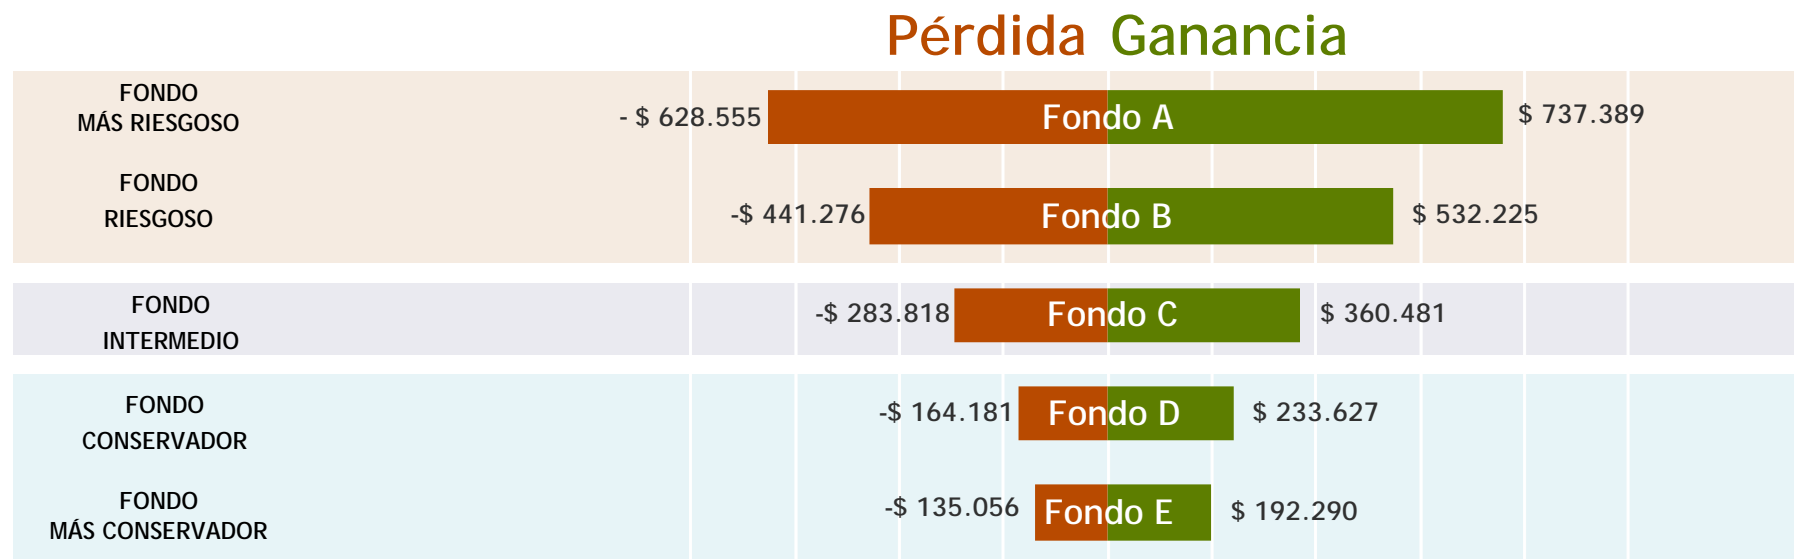 Pérdida Ganancia
FONDO
MÁS RIESGOSO
- $ 628.555
Fondo A
$ 737.389
FONDO
RIESGOSO
-$ 441.276
Fondo B
$ 532.225
FONDO
INTERMEDIO
-$ 283.818
Fondo C
$ 360.481
FONDO
CONSERVADOR
-$ 164.181
Fondo D
$ 233.627
FONDO
MÁS CONSERVADOR
-$ 135.056
Fondo E
$ 192.290